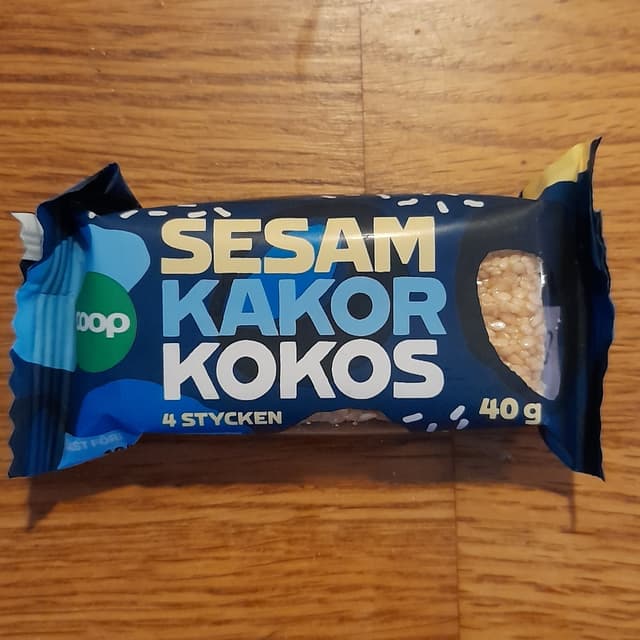 coop
SESAM
KAKOR
KOKOS
4 STYCKEN
40 g